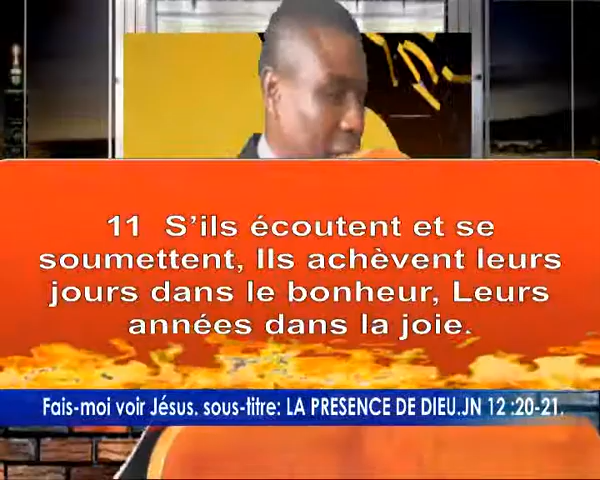 11  S'ils écoutent et se
soumettent, Ils achèvent leurs
jours dans le bonheur, Leurs
années dans la joie.
Fais-moi voir Jésus. sous-titre: LA PRESENCE DE DIEU.JN 12 :20-21.